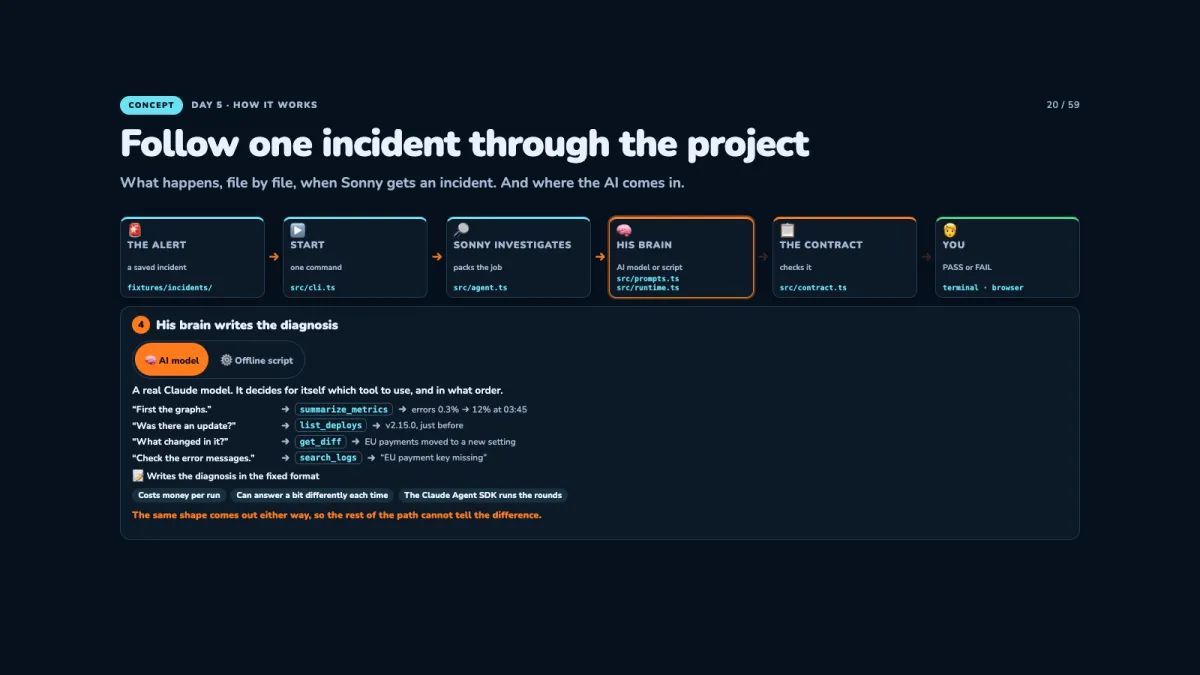 CONCEPT DAY 5 · HOW IT WORKS 20 / 59
Follow one incident through the project
What happens, file by file, when Sonny gets an incident. And where the AI comes in.
THE ALERT
a saved incident
fixtures/incidents/
→
START
one command
src/cli.ts
→
SONNY INVESTIGATES
packs the job
src/agent.ts
→
HIS BRAIN
AI model or script
src/prompts.ts
src/runtime.ts
→
THE CONTRACT
checks it
src/contract.ts
→
YOU
PASS or FAIL
terminal · browser
4 His brain writes the diagnosis
AI model Offline script
A real Claude model. It decides for itself which tool to use, and in what order.
“First the graphs.” → summarize_metrics → errors 0.3% → 12% at 03:45
“Was there an update?” → list_deploys → v2.15.0, just before
“What changed in it?” → get_diff → EU payments moved to a new setting
“Check the error messages.” → search_logs → “EU payment key missing”
Writes the diagnosis in the fixed format
Costs money per run Can answer a bit differently each time The Claude Agent SDK runs the rounds
The same shape comes out either way, so the rest of the path cannot tell the difference.